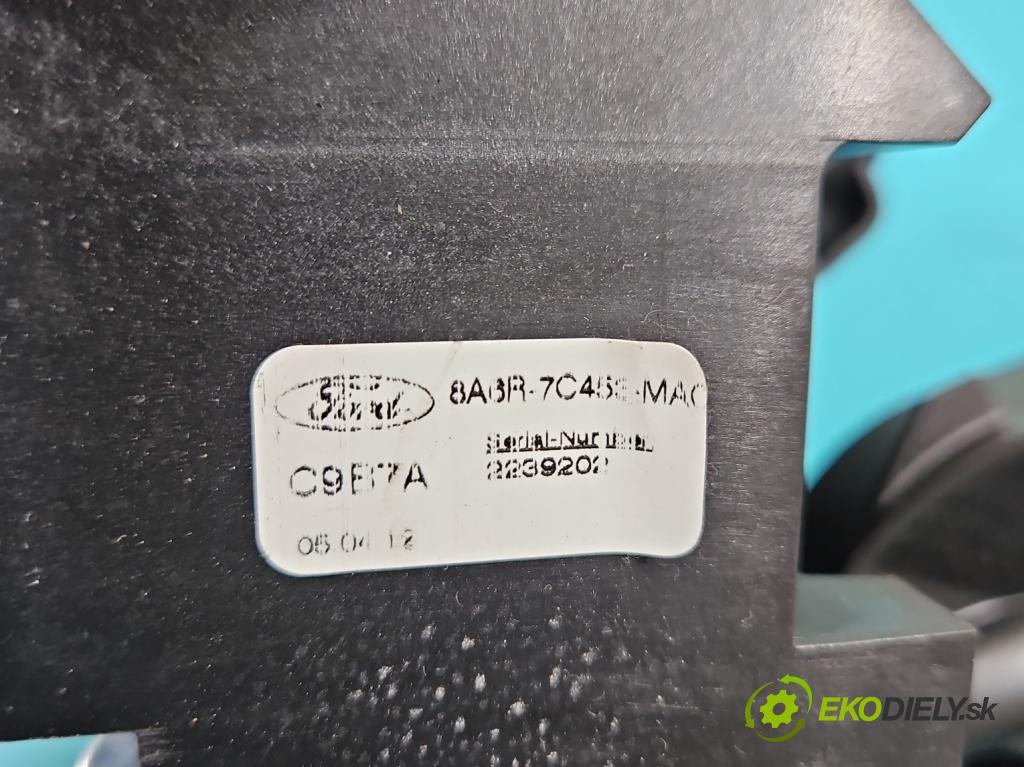 Ford
8A6R-7C453-MAC
Serial-Number
2239202
C9B7A
05 04 12
EKODIELY.sk